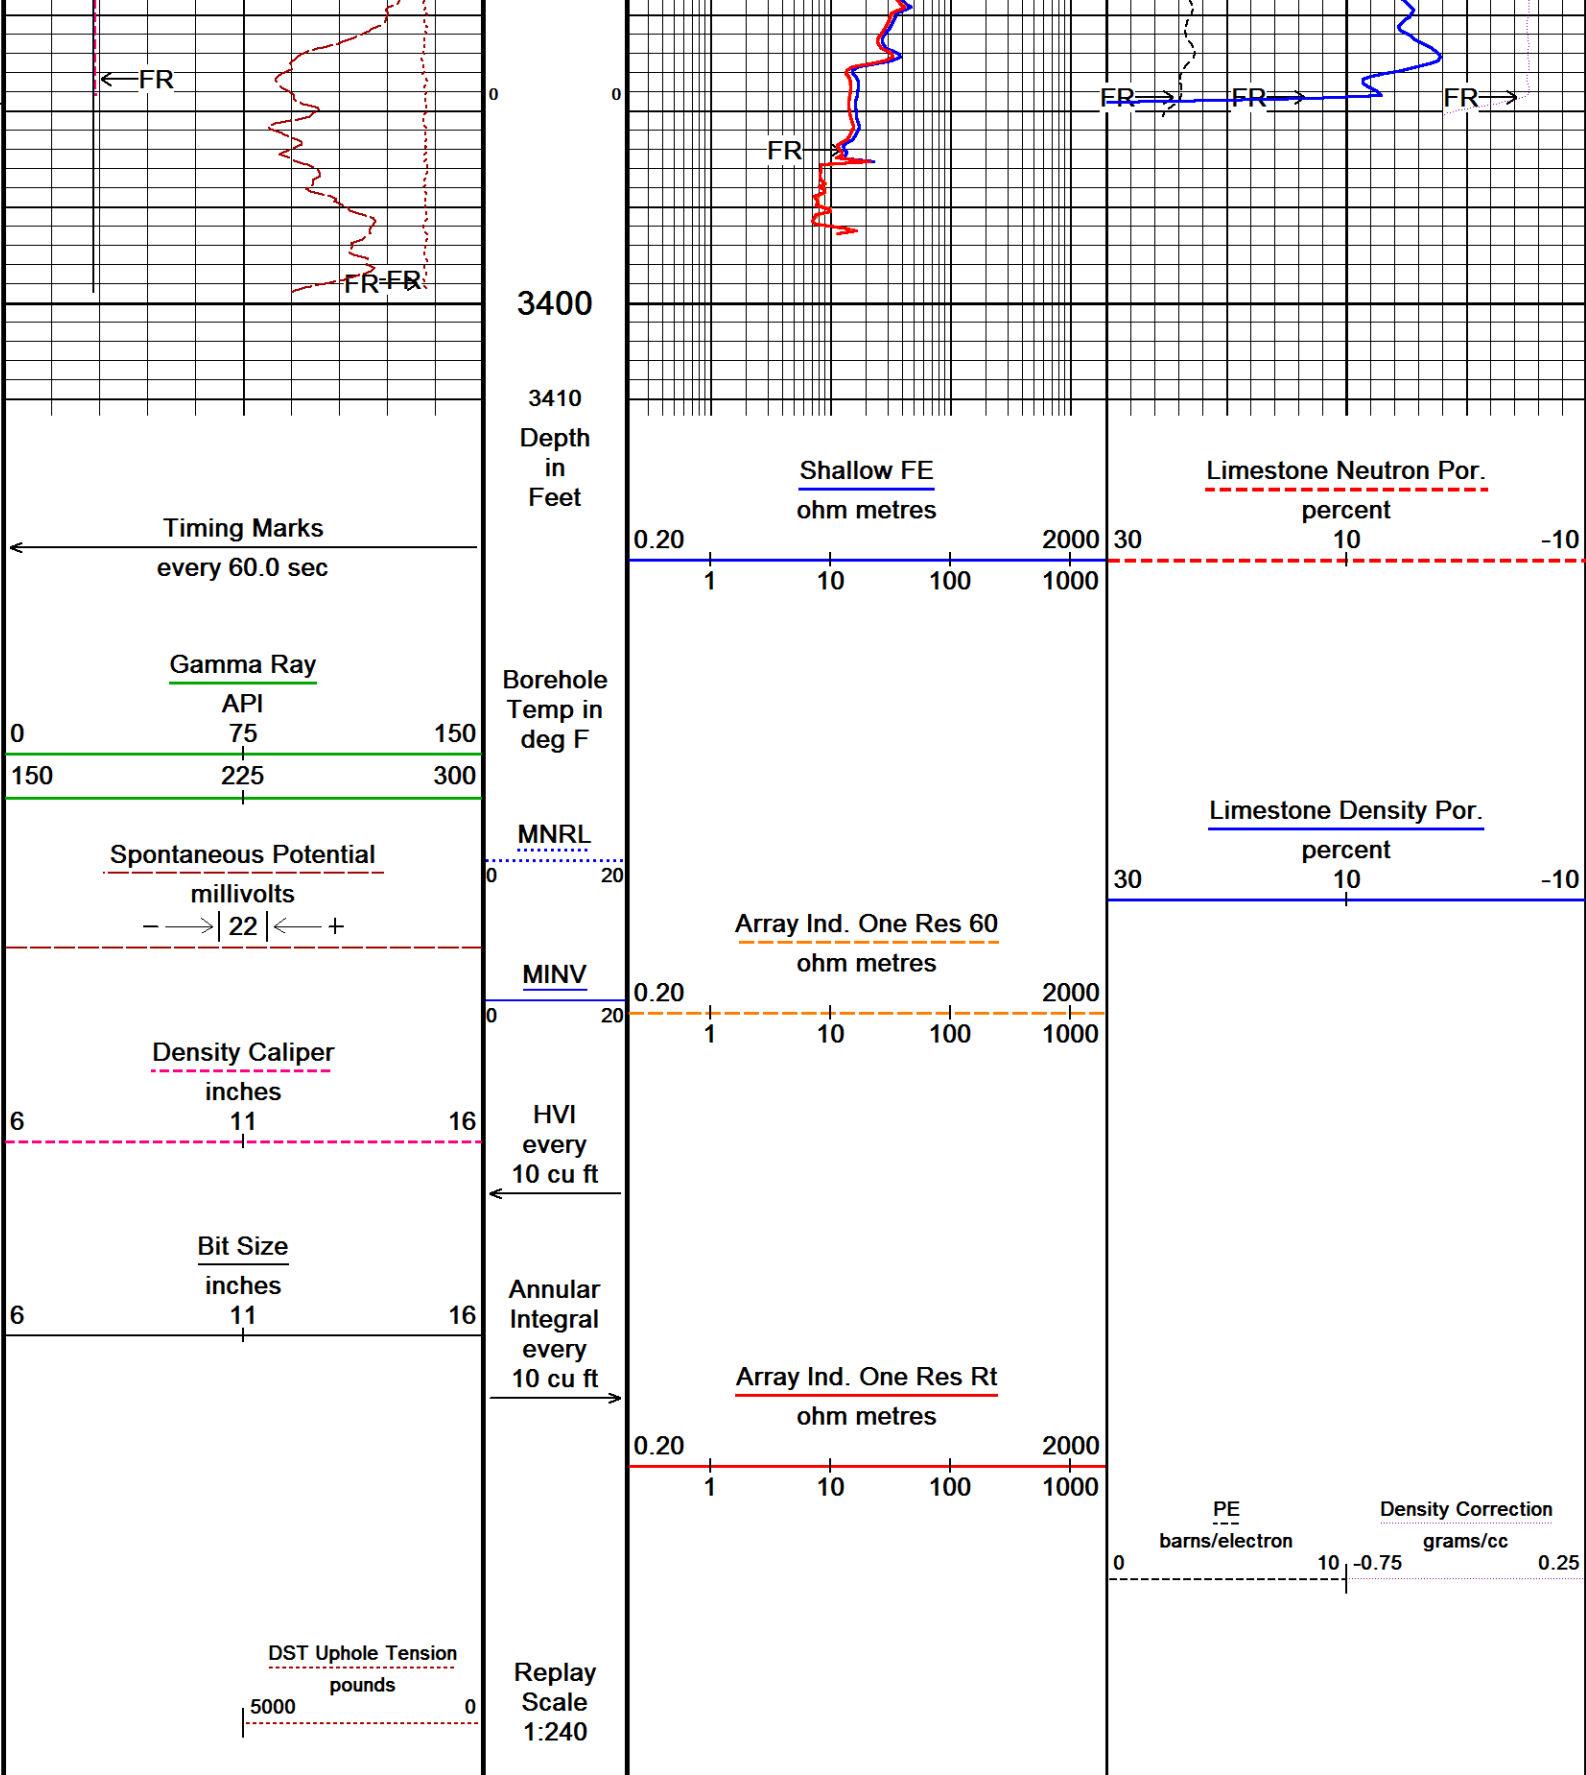 FR
0 0
FR FR FR
FR
FR FR
3400
3410
Depth
in
Feet
Timing Marks
every 60.0 sec
Gamma Ray
API
0 75 150
150 225 300
Spontaneous Potential
millivolts
− 22 +
Density Caliper
inches
6 11 16
Bit Size
inches
6 11 16
DST Uphole Tension
pounds
5000 0
Borehole
Temp in
deg F
MNRL
0 20
MINV
0 20
HVI
every
10 cu ft
Annular
Integral
every
10 cu ft
Replay
Scale
1:240
Shallow FE
ohm metres
0.20 2000
1 10 100 1000
Array Ind. One Res 60
ohm metres
0.20 2000
1 10 100 1000
Array Ind. One Res Rt
ohm metres
0.20 2000
1 10 100 1000
Limestone Neutron Por.
percent
30 10 -10
Limestone Density Por.
percent
30 10 -10
PE
barns/electron
0 10
Density Correction
grams/cc
-0.75 0.25